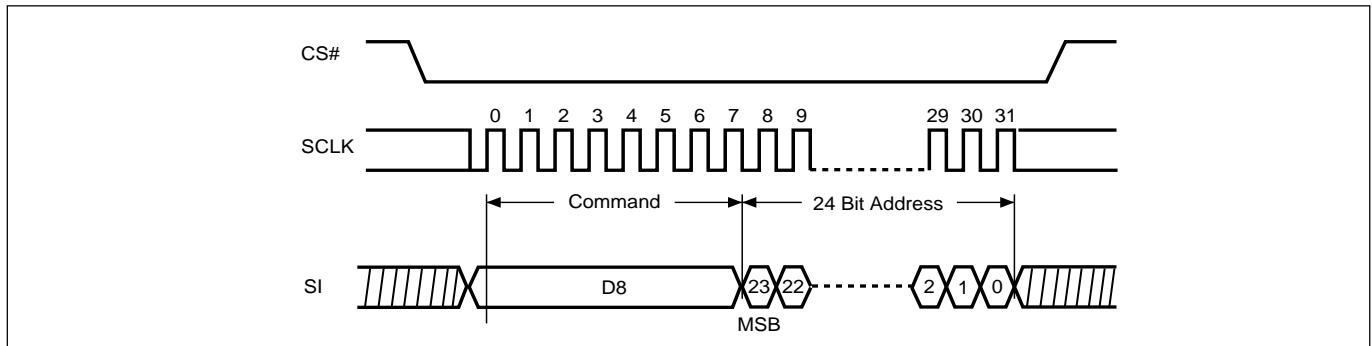 CS#
0 1 2 3 4 5 6 7 8 9 29 30 31
SCLK
Command 24 Bit Address
SI D8 23 22 2 1 0
MSB